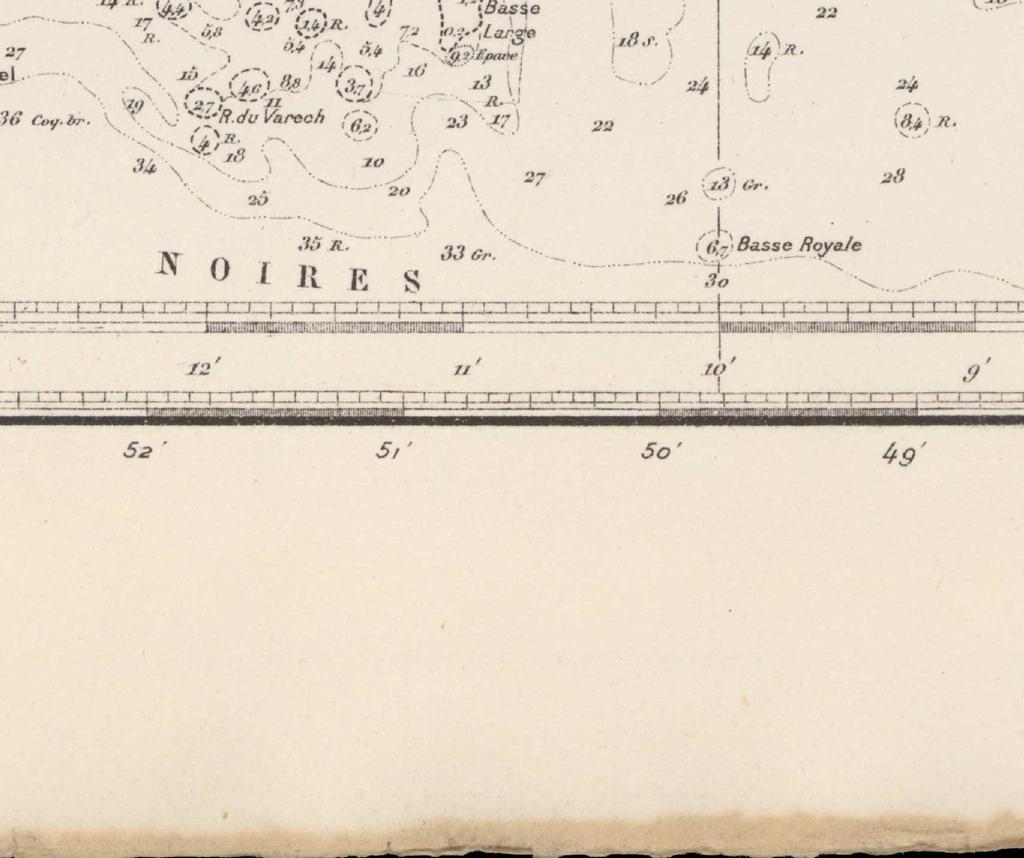 14 R. 4,4 4,2 7,3 14 R. 4 Basse 22
17 R. 5,8 5,4 5,4 7,2 0,2 Large 18 S. 14 R.
27 9,2 Épave
15 4,6 8,8 14 3,7 16 13 24 24
19 2,7 11 R. 17
36 Coq. br. R. du Varech 6,2 23 22 8,4 R.
4 R.
34 18 10 27 28
25 20 26 13 Gr.
35 R. 33 Gr. 6,7 Basse Royale
NOIRES 30
12' 11' 10' 9'
52' 51' 50' 49'